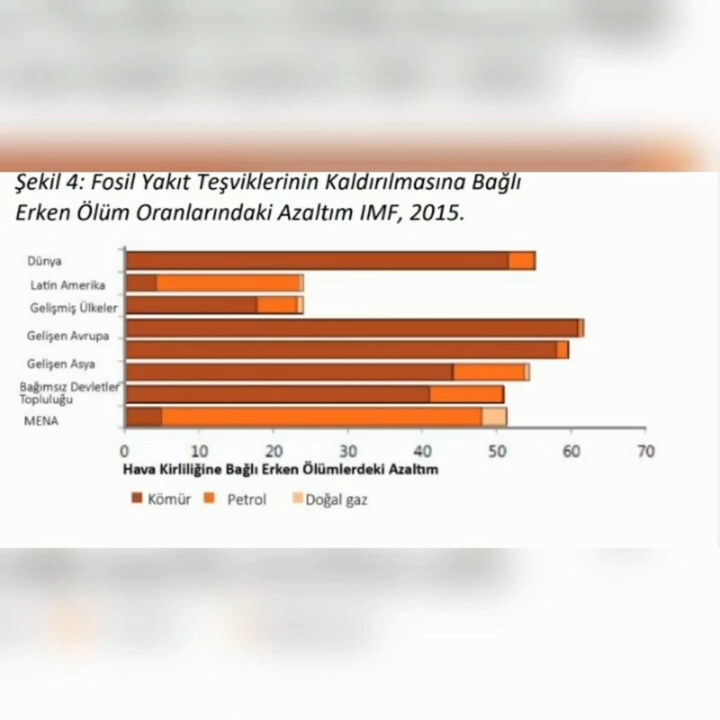 Şekil 4: Fosil Yakıt Teşviklerinin Kaldırılmasına Bağlı
Erken Ölüm Oranlarındaki Azaltım IMF, 2015.
Dünya
Latin Amerika
Gelişmiş Ülkeler
Gelişen Avrupa
Gelişen Asya
Bağımsız Devletler
Topluluğu
MENA
0 10 20 30 40 50 60 70
Hava Kirliliğine Bağlı Erken Ölümlerdeki Azaltım
Kömür Petrol Doğal gaz